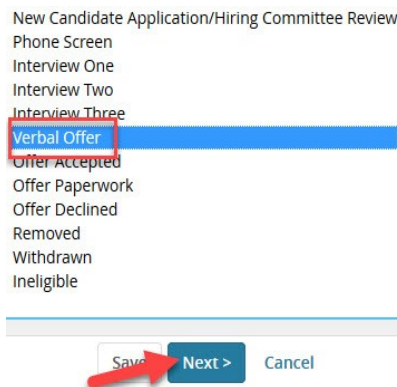 New Candidate Application/Hiring Committee Review
Phone Screen
Interview One
Interview Two
Interview Three
Verbal Offer
Offer Accepted
Offer Paperwork
Offer Declined
Removed
Withdrawn
Ineligible
Save Next > Cancel